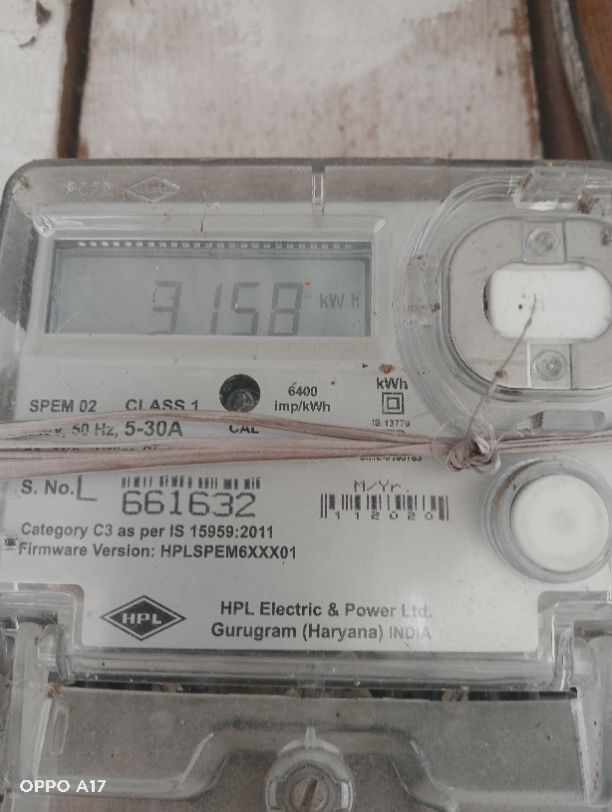 3158 kWh
6400
imp/kWh
kWh
SPEM 02 CLASS 1
CAL
IS:13779
50 Hz, 5-30A
S. No. L 661632
M/Yr.
112020
Category C3 as per IS 15959:2011
Firmware Version: HPLSPEM6XXX01
HPL
HPL Electric & Power Ltd.
Gurugram (Haryana) INDIA
OPPO A17